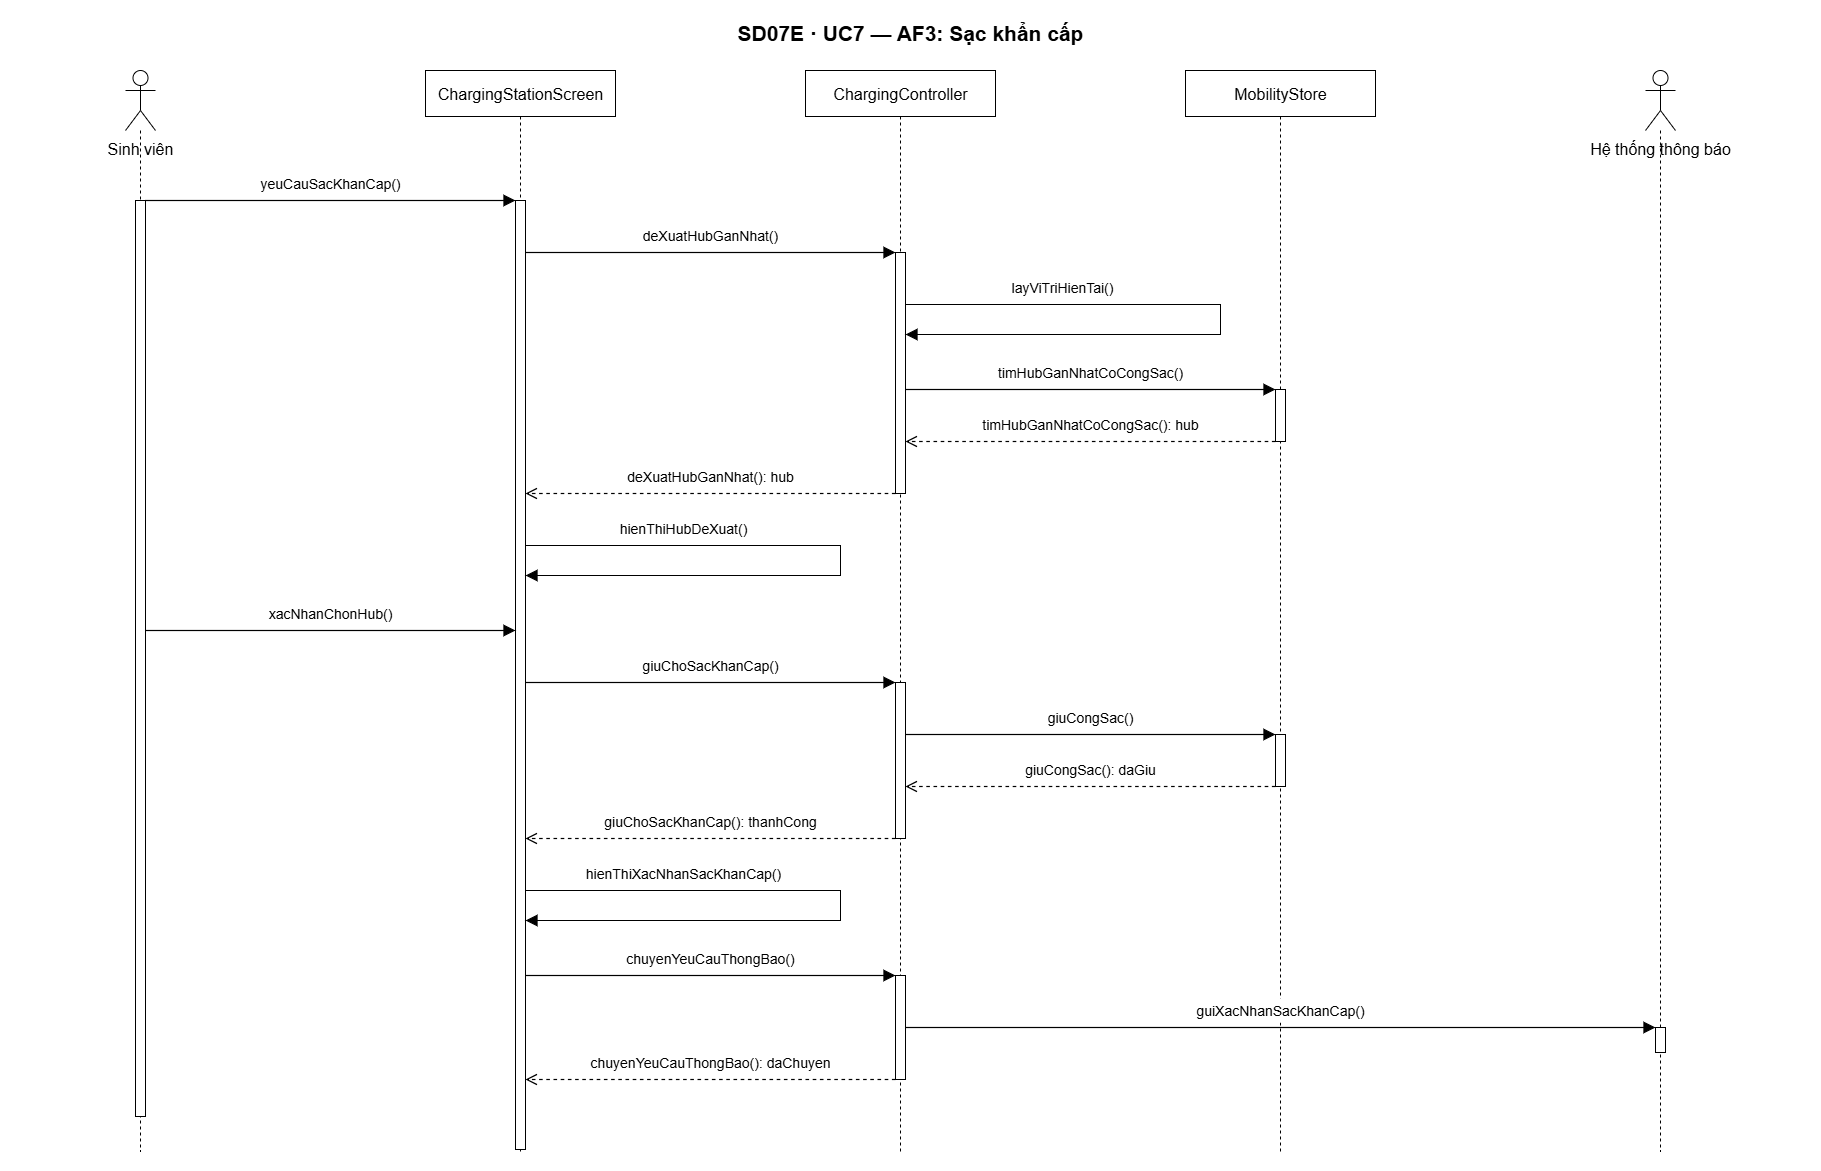 SD07E · UC7 — AF3: Sạc khẩn cấp
ChargingStationScreen
ChargingController
MobilityStore
Sinh viên
Hệ thống thông báo
yeuCauSacKhanCap()
deXuatHubGanNhat()
layViTriHienTai()
timHubGanNhatCoCongSac()
timHubGanNhatCoCongSac(): hub
deXuatHubGanNhat(): hub
hienThiHubDeXuat()
xacNhanChonHub()
giuChoSacKhanCap()
giuCongSac()
giuCongSac(): daGiu
giuChoSacKhanCap(): thanhCong
hienThiXacNhanSacKhanCap()
chuyenYeuCauThongBao()
guiXacNhanSacKhanCap()
chuyenYeuCauThongBao(): daChuyen